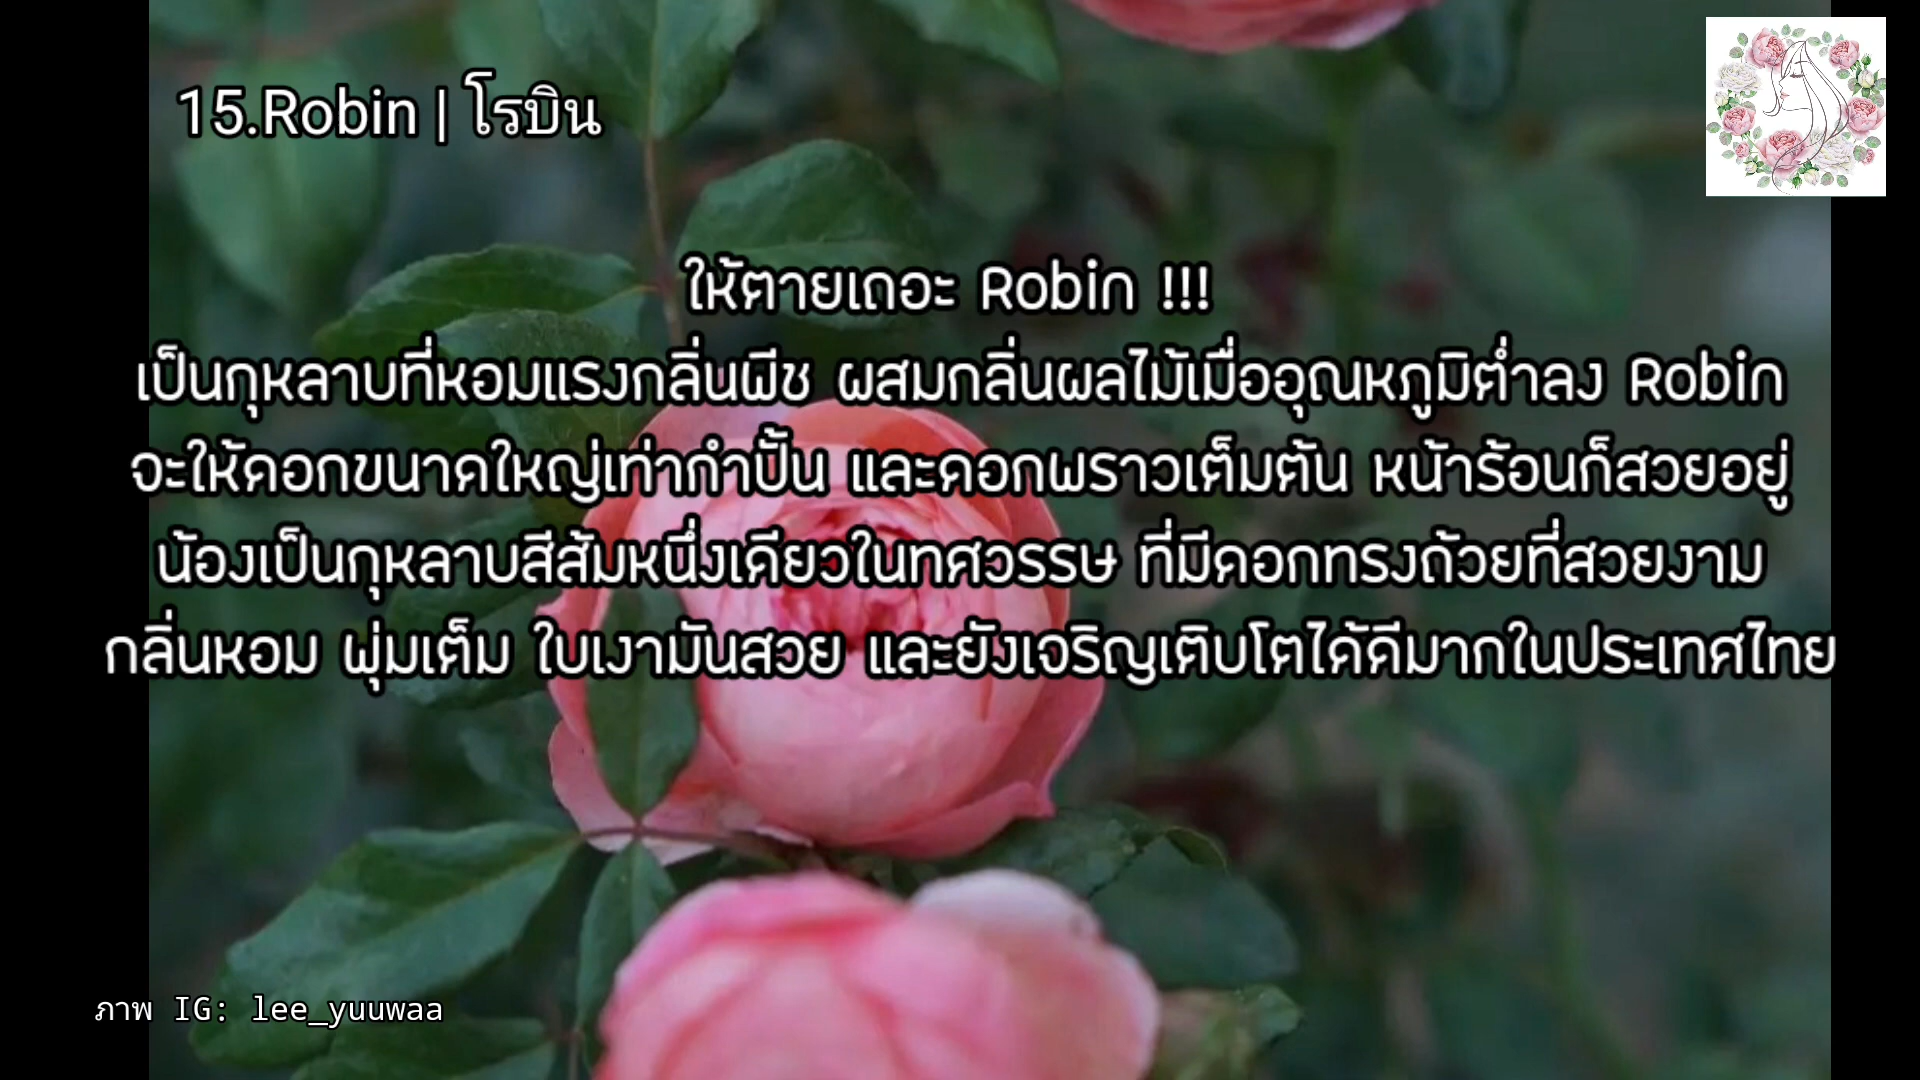 15.Robin | โรบิน
ให้ตายเถอะ Robin !!!
เป็นกุหลาบที่หอมแรงกลิ่นพีช ผสมกลิ่นผลไม้เมื่ออุณหภูมิต่ำลง Robin
จะให้ดอกขนาดใหญ่เท่ากำปั้น และดอกพราวเต็มต้น หน้าร้อนก็สวยอยู่
น้องเป็นกุหลาบสีส้มหนึ่งเดียวในทศวรรษ ที่มีดอกทรงถ้วยที่สวยงาม
กลิ่นหอม พุ่มเต็ม ใบเงามันสวย และยังเจริญเติบโตได้ดีมากในประเทศไทย
ภาพ IG: lee_yuuwaa